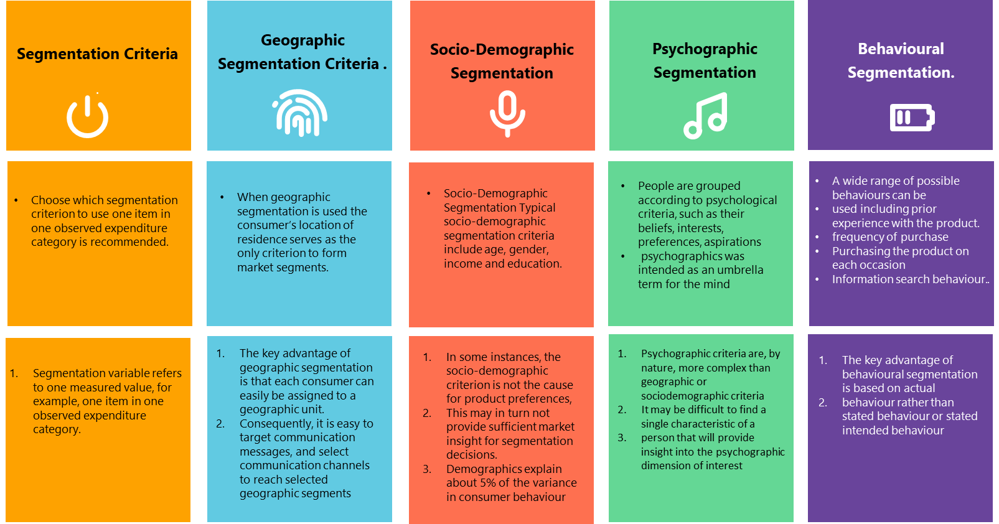 Segmentation Criteria
Geographic
Segmentation Criteria .
Socio-Demographic
Segmentation
Psychographic
Segmentation
Behavioural
Segmentation.
• Choose which segmentation
criterion to use one item in
one observed expenditure
category is recommended.
• When geographic
segmentation is used the
consumer’s location of
residence serves as the
only criterion to form
market segments.
• Socio-Demographic
Segmentation Typical
socio-demographic
segmentation criteria
include age, gender,
income and education.
• People are grouped
according to psychological
criteria, such as their
beliefs, interests,
preferences, aspirations
• psychographics was
intended as an umbrella
term for the mind
• A wide range of possible
behaviours can be
• used including prior
experience with the product.
• frequency of purchase
• Purchasing the product on
each occasion
• Information search behaviour..
1. Segmentation variable refers
to one measured value, for
example, one item in one
observed expenditure
category.
1. The key advantage of
geographic segmentation
is that each consumer can
easily be assigned to a
geographic unit.
2. Consequently, it is easy to
target communication
messages, and select
communication channels
to reach selected
geographic segments
1. In some instances, the
socio-demographic
criterion is not the cause
for product preferences,
2. This may in turn not
provide sufficient market
insight for segmentation
decisions.
3. Demographics explain
about 5% of the variance
in consumer behaviour
1. Psychographic criteria are, by
nature, more complex than
geographic or
sociodemographic criteria
2. It may be difficult to find a
single characteristic of a
3. person that will provide
insight into the psychographic
dimension of interest
1. The key advantage of
behavioural segmentation
is based on actual
2. behaviour rather than
stated behaviour or stated
intended behaviour